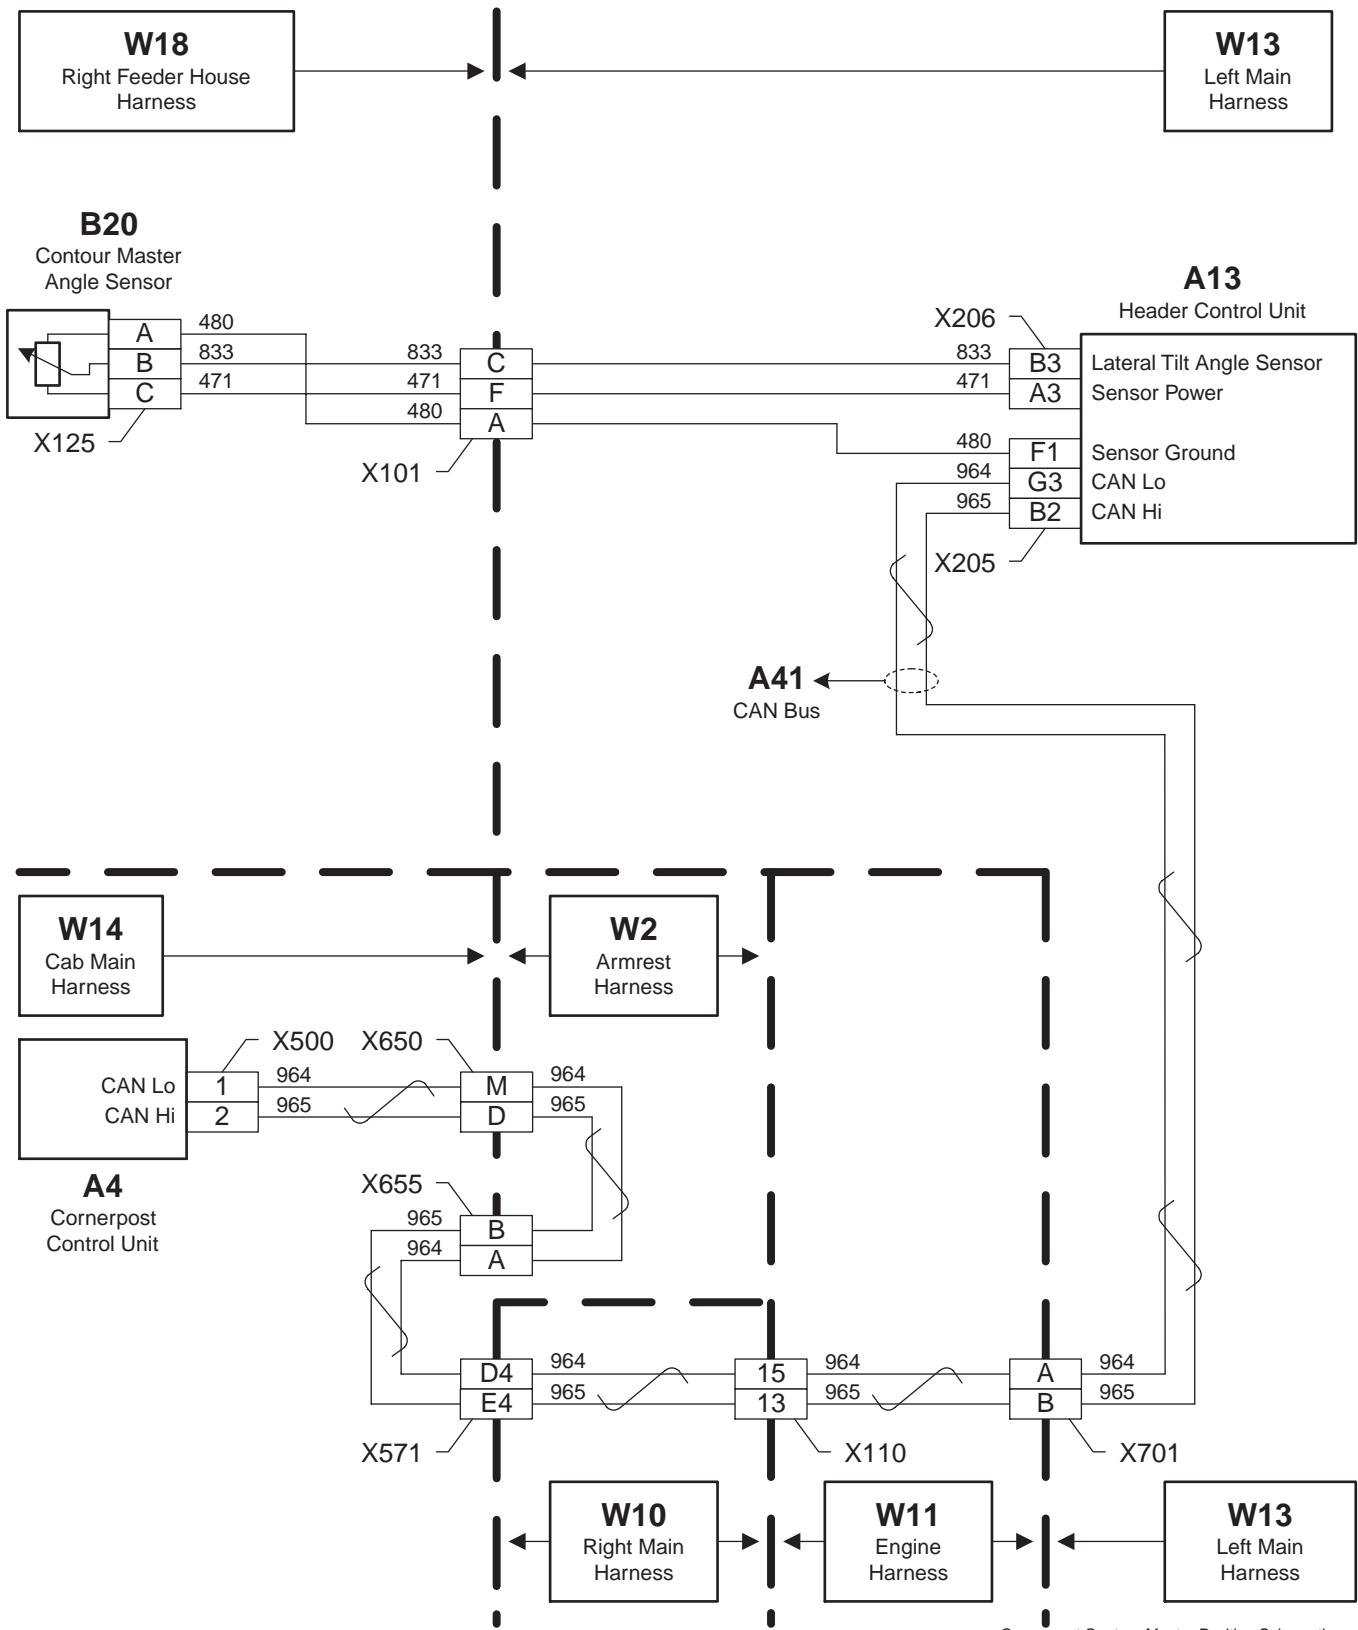 W18
Right Feeder House
Harness
W13
Left Main
Harness
B20
Contour Master
Angle Sensor
A13
Header Control Unit
X206
A
B
C
480
833
471
X125
833
471
480
C
F
A
X101
833
471
B3
A3
Lateral Tilt Angle Sensor
Sensor Power
480
964
965
F1
G3
B2
Sensor Ground
CAN Lo
CAN Hi
X205
A41
CAN Bus
W14
Cab Main
Harness
W2
Armrest
Harness
X500
X650
CAN Lo
CAN Hi
1
2
964
965
M
D
964
965
A4
Cornerpost
Control Unit
X655
965
964
B
A
D4
E4
964
965
15
13
964
965
A
B
964
965
X571
X110
X701
W10
Right Main
Harness
W11
Engine
Harness
W13
Left Main
Harness